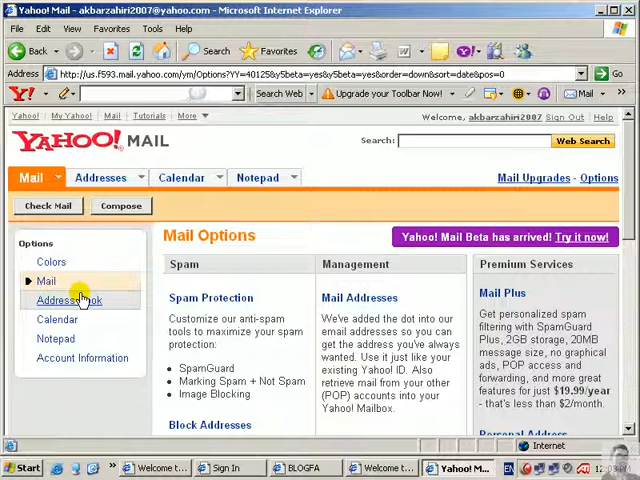 Yahoo! Mail - akbarzahiri2007@yahoo.com - Microsoft Internet Explorer
File Edit View Favorites Tools Help
Back Search Favorites
Address http://us.f593.mail.yahoo.com/ym/Options?YY=40125&y5beta=yes&y5beta=yes&order=down&sort=date&pos=0 Go
Y! Search Web Upgrade your Toolbar Now! Mail
Yahoo! My Yahoo! Mail Tutorials More Welcome, akbarzahiri2007 Sign Out Help
YAHOO! MAIL Search: Web Search
Mail Addresses Calendar Notepad Mail Upgrades - Options
Check Mail Compose
Options
Colors
Mail
Address Book
Calendar
Notepad
Account Information
Mail Options
Yahoo! Mail Beta has arrived! Try it now!
Spam
Spam Protection
Customize our anti-spam
tools to maximize your spam
protection:
• SpamGuard
• Marking Spam + Not Spam
• Image Blocking
Block Addresses
Management
Mail Addresses
We've added the dot into our
email addresses so you can
get the address you've always
wanted. Use it just like your
existing Yahoo! ID. Also
retrieve mail from your other
(POP) accounts into your
Yahoo! Mailbox.
Premium Services
Mail Plus
Get personalized spam
filtering with SpamGuard
Plus, 2GB storage, 20MB
message size, no graphical
ads, POP access and
forwarding, and more great
features for just $19.99/year
- that's less than $2/month!
Personal Address
Internet
Start Welcome t... Sign In BLOGFA Welcome t... Yahoo! M... EN